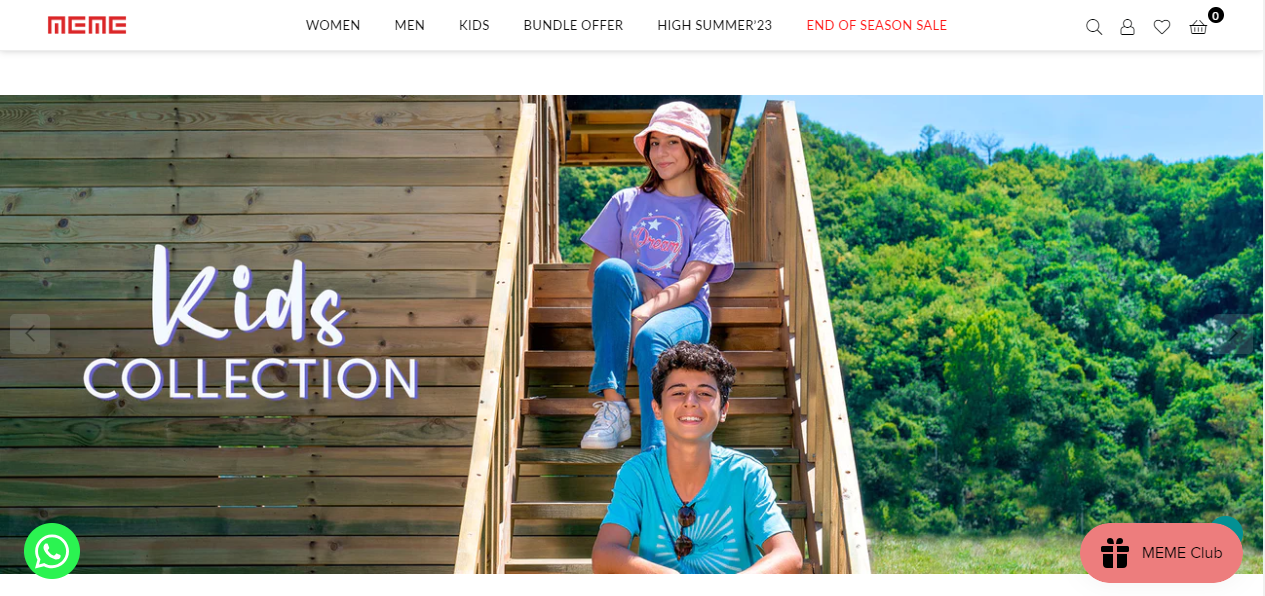 MEME
WOMEN
MEN
KIDS
BUNDLE OFFER
HIGH SUMMER'23
END OF SEASON SALE
0
Dream
Kids
COLLECTION
MEME Club